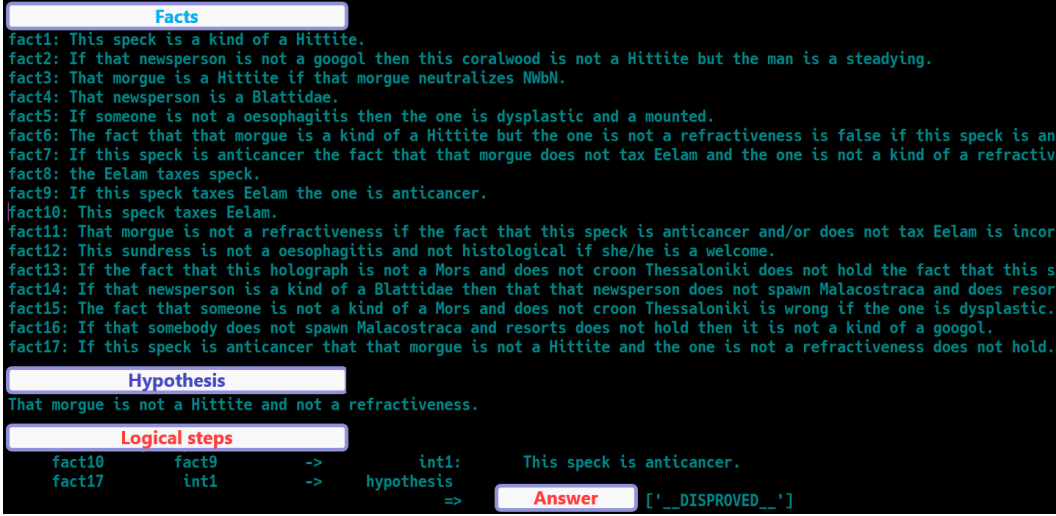 Facts
fact1: This speck is a kind of a Hittite.
fact2: If that newsperson is not a googol then this coralwood is not a Hittite but the man is a steadying.
fact3: That morgue is a Hittite if that morgue neutralizes NWbN.
fact4: That newsperson is a Blattidae.
fact5: If someone is not a oesophagitis then the one is dysplastic and a mounted.
fact6: The fact that that morgue is a kind of a Hittite but the one is not a refractiveness is false if this speck is an
fact7: If this speck is anticancer the fact that that morgue does not tax Eelam and the one is not a kind of a refractiv
fact8: the Eelam taxes speck.
fact9: If this speck taxes Eelam the one is anticancer.
fact10: This speck taxes Eelam.
fact11: That morgue is not a refractiveness if the fact that this speck is anticancer and/or does not tax Eelam is incor
fact12: This sundress is not a oesophagitis and not histological if she/he is a welcome.
fact13: If the fact that this holograph is not a Mors and does not croon Thessaloniki does not hold the fact that this s
fact14: If that newsperson is a kind of a Blattidae then that that newsperson does not spawn Malacostraca and does resor
fact15: The fact that someone is not a kind of a Mors and does not croon Thessaloniki is wrong if the one is dysplastic.
fact16: If that somebody does not spawn Malacostraca and resorts does not hold then it is not a kind of a googol.
fact17: If this speck is anticancer that that morgue is not a Hittite and the one is not a refractiveness does not hold.
Hypothesis
That morgue is not a Hittite and not a refractiveness.
Logical steps
fact10 fact9 -> int1: This speck is anticancer.
fact17 int1 -> hypothesis
=> Answer ['__DISPROVED__']